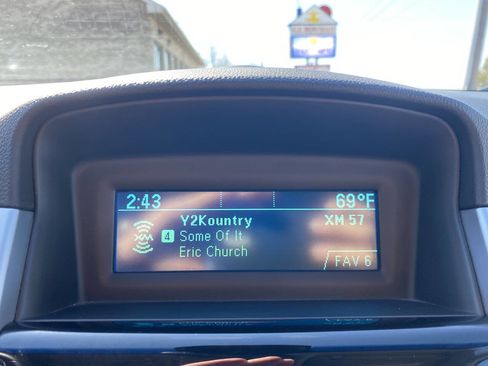 2:43 69°F
Y2Kountry XM 57
XM 4 Some Of It
Eric Church
FAV 6